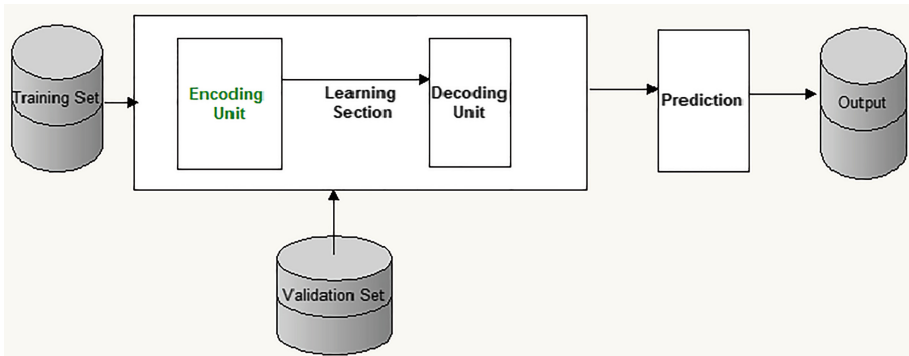 Training Set
Encoding
Unit
Learning
Section
Decoding
Unit
Prediction
Output
Validation Set